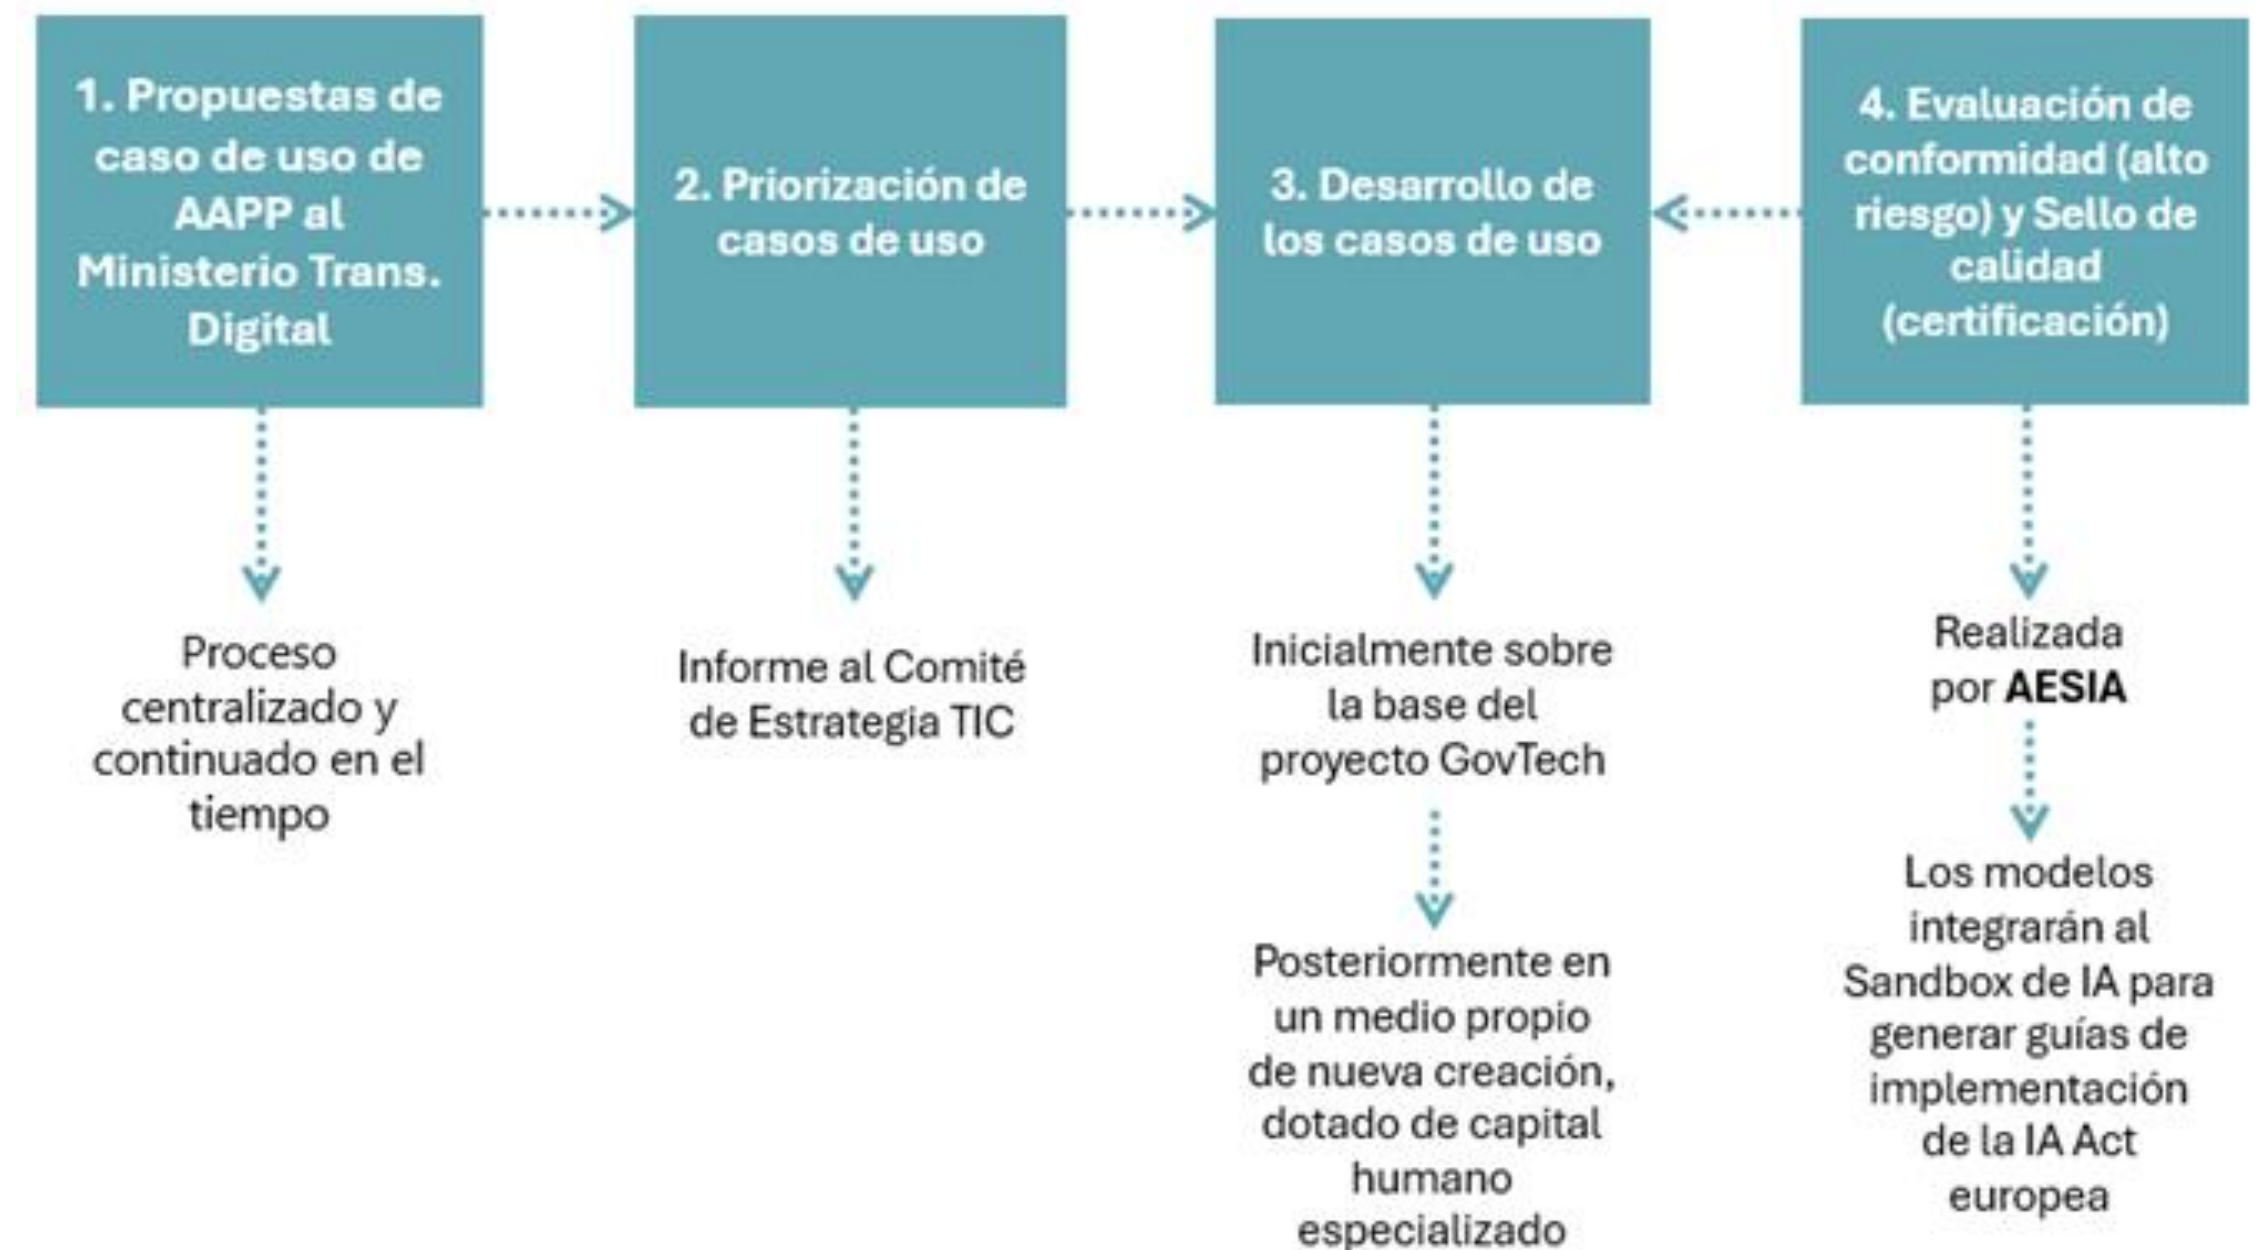 1. Propuestas de
caso de uso de
AAPP al
Ministerio Trans.
Digital
2. Priorización de
casos de uso
3. Desarrollo de
los casos de uso
4. Evaluación de
conformidad (alto
riesgo) y Sello de
calidad
(certificación)
Proceso
centralizado y
continuado en el
tiempo
Informe al Comité
de Estrategia TIC
Inicialmente sobre
la base del
proyecto GovTech
Posteriormente en
un medio propio
de nueva creación,
dotado de capital
humano
especializado
Realizada
por AESIA
Los modelos
integrarán al
Sandbox de IA para
generar guías de
implementación
de la IA Act
europea